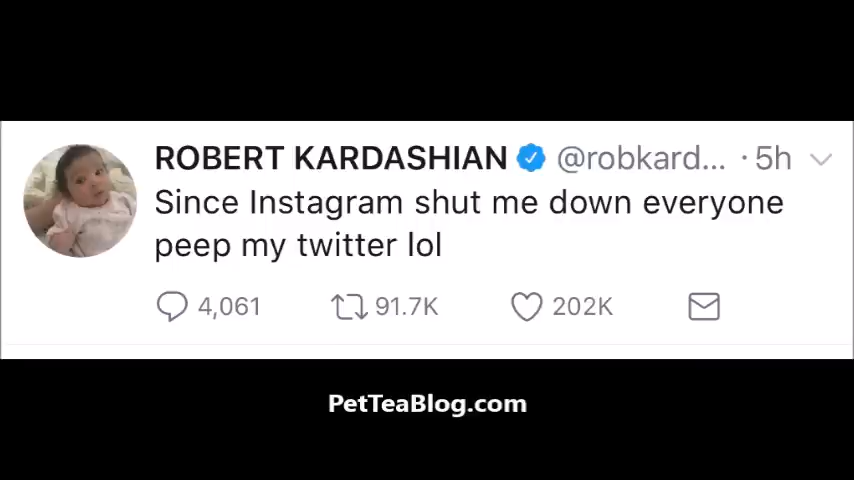 ROBERT KARDASHIAN @robkard... · 5h
Since Instagram shut me down everyone
peep my twitter lol
4,061 91.7K 202K
PetTeaBlog.com